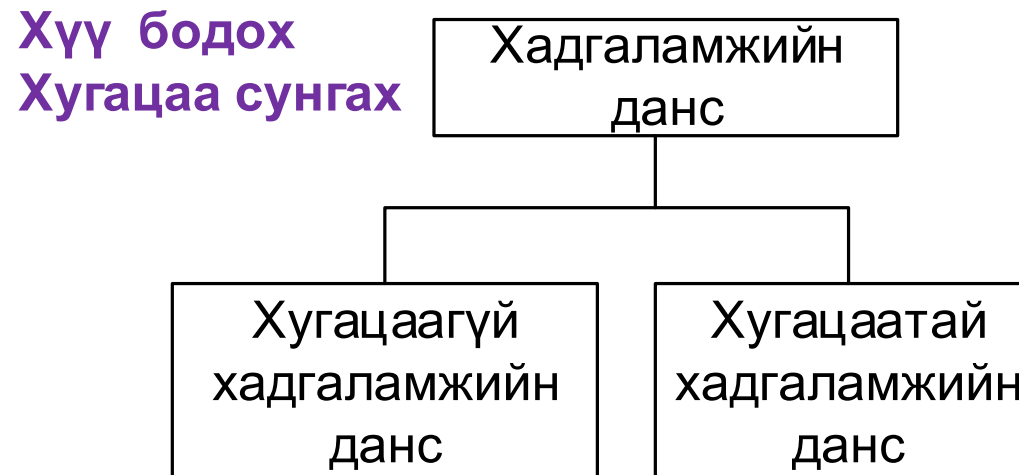 Хүү бодох
Хугацаа сунгах
Хадгаламжийн
данс
Хугацаагүй
хадгаламжийн
данс
Хугацаатай
хадгаламжийн
данс